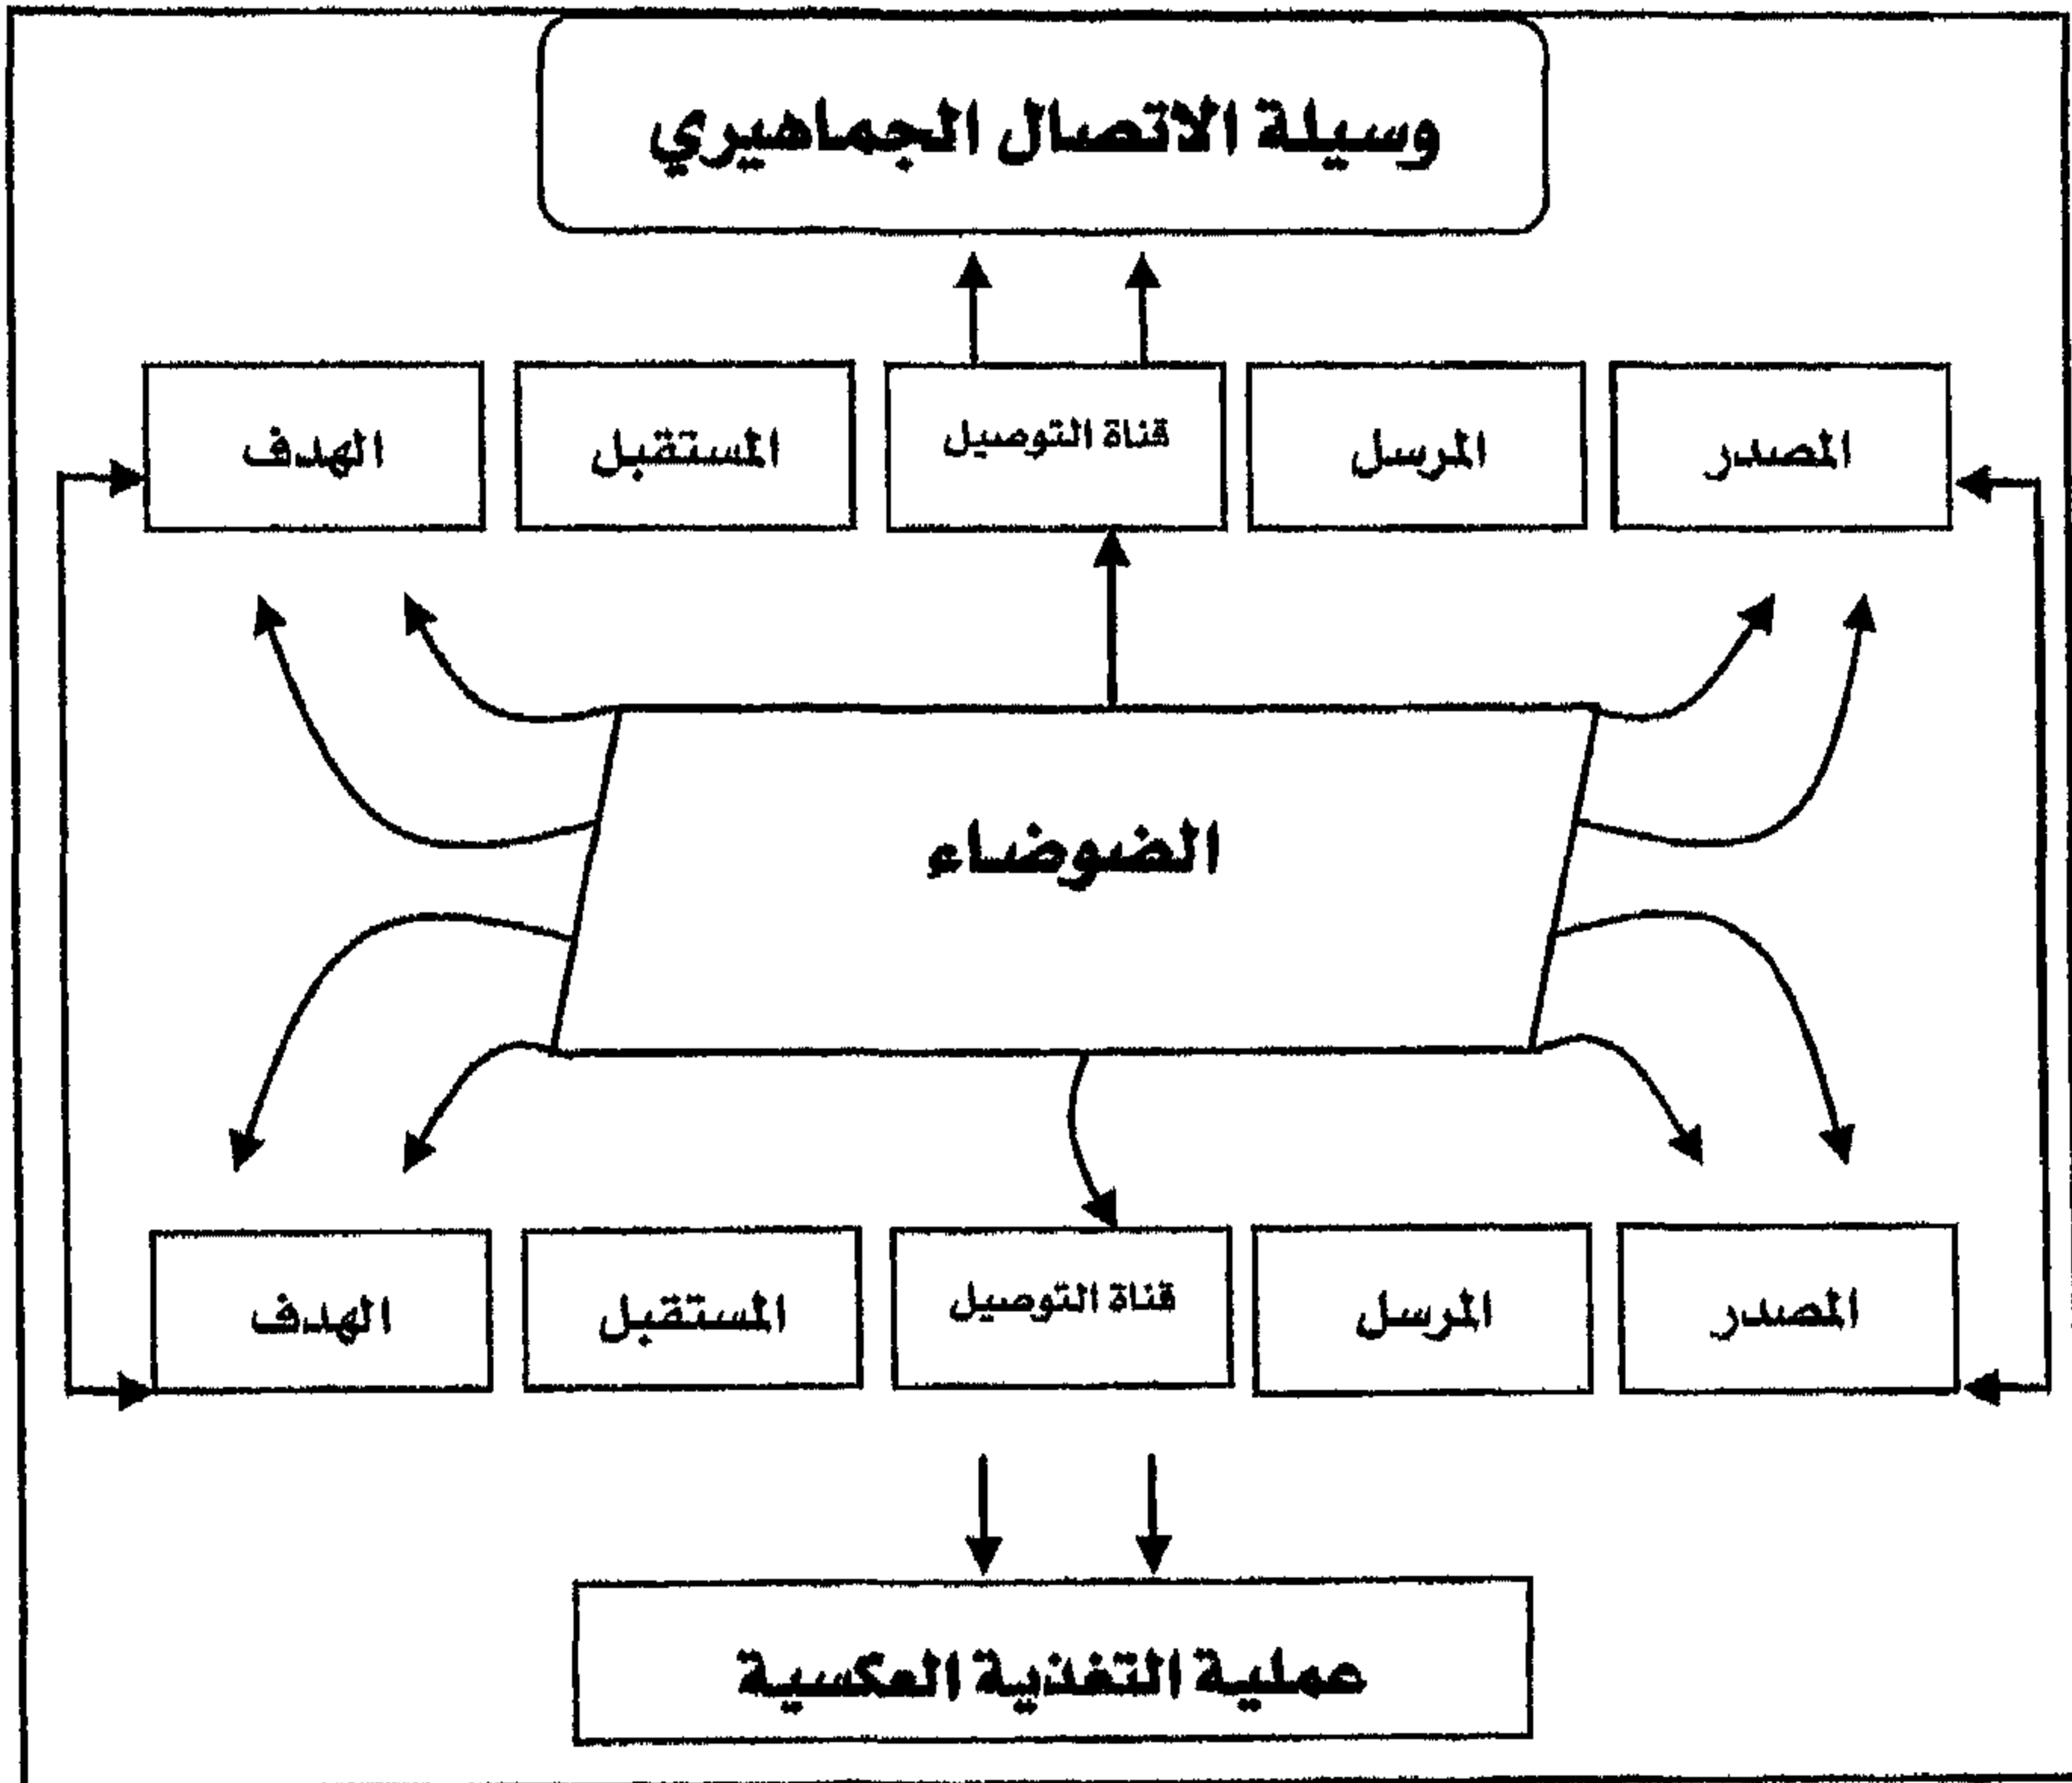 وسيلة الاتصال الجماهيري
المصدر
المرسل
قناة التوصيل
المستقبل
الهدف
الضوضاء
المصدر
المرسل
قناة التوصيل
المستقبل
الهدف
عملية التغذية العكسية